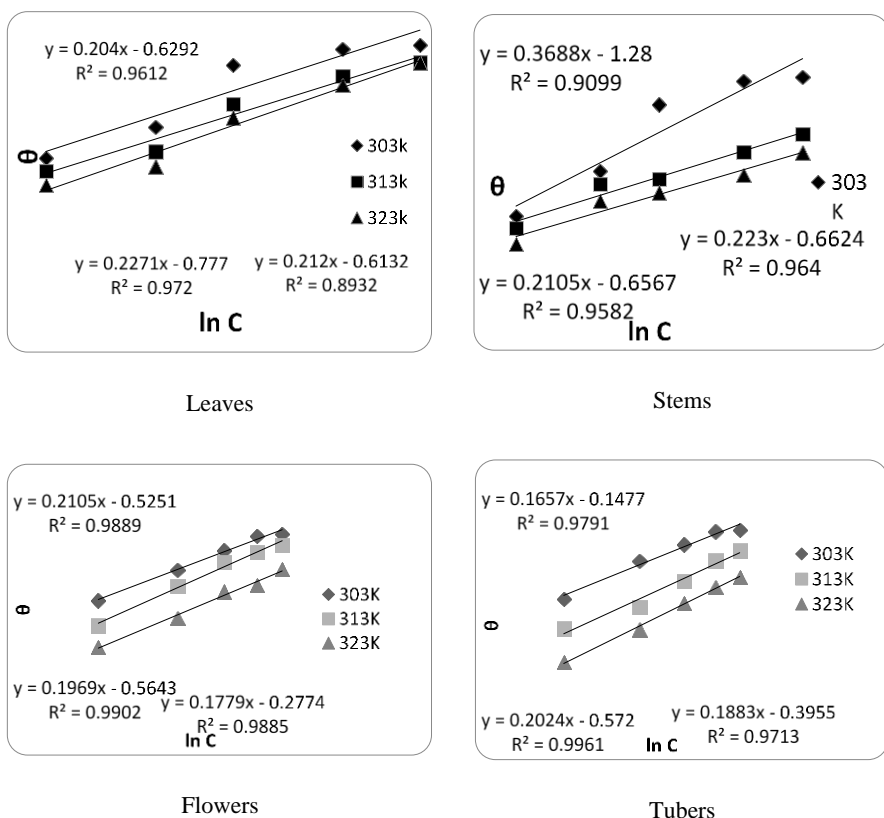 y = 0.204x - 0.6292
R² = 0.9612
θ
303k
313k
323k
y = 0.2271x - 0.777
R² = 0.972
y = 0.212x - 0.6132
R² = 0.8932
ln C
Leaves
y = 0.3688x - 1.28
R² = 0.9099
θ
303
K
y = 0.223x - 0.6624
R² = 0.964
y = 0.2105x - 0.6567
R² = 0.9582
ln C
Stems
y = 0.2105x - 0.5251
R² = 0.9889
θ
303K
313K
323K
y = 0.1969x - 0.5643
R² = 0.9902
y = 0.1779x - 0.2774
R² = 0.9885
ln C
Flowers
y = 0.1657x - 0.1477
R² = 0.9791
θ
303K
313K
323K
y = 0.2024x - 0.572
R² = 0.9961
y = 0.1883x - 0.3955
R² = 0.9713
ln C
Tubers